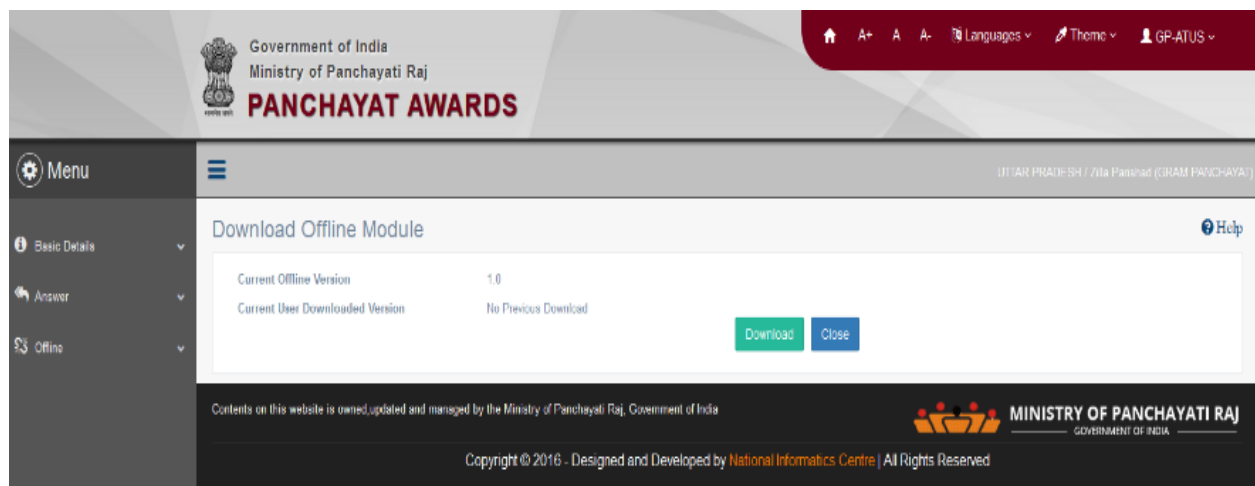 A+ A A- Languages Theme GP-ATUS
Government of India
Ministry of Panchayati Raj
PANCHAYAT AWARDS
Menu
UTTAR PRADESH / Zilla Parishad (GRAM PANCHAYAT)
Download Offline Module
Help
Basic Details
Answer
Offline
Current Offline Version 1.0
Current User Downloaded Version No Previous Download
Download Close
Contents on this website is owned,updated and managed by the Ministry of Panchayati Raj, Government of India
MINISTRY OF PANCHAYATI RAJ
GOVERNMENT OF INDIA
Copyright © 2016 - Designed and Developed by National Informatics Centre | All Rights Reserved